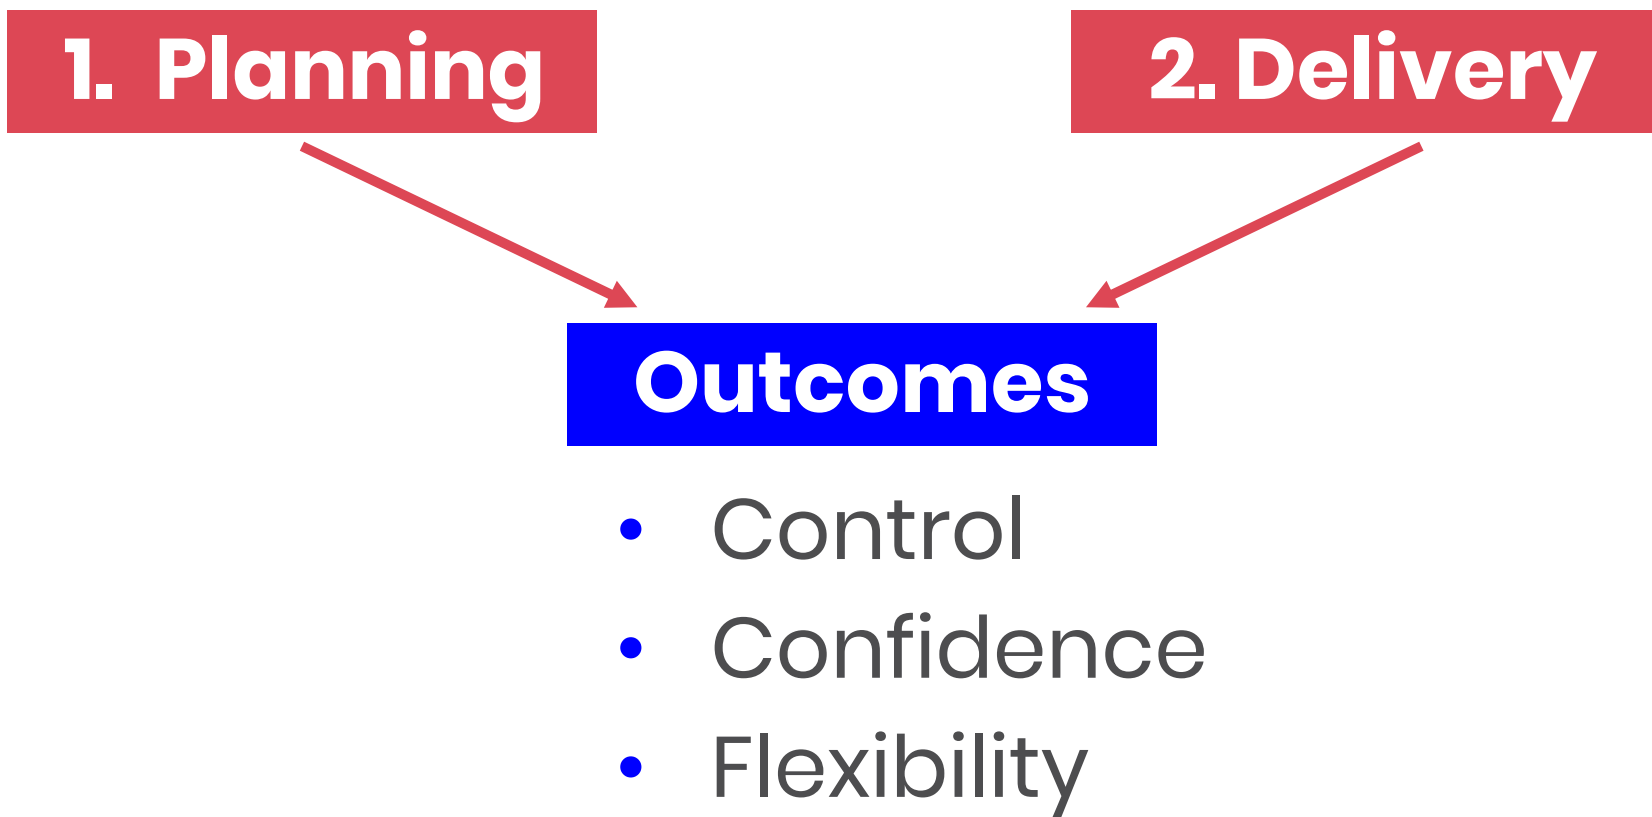 1. Planning
2. Delivery
Outcomes
• Control
• Confidence
• Flexibility